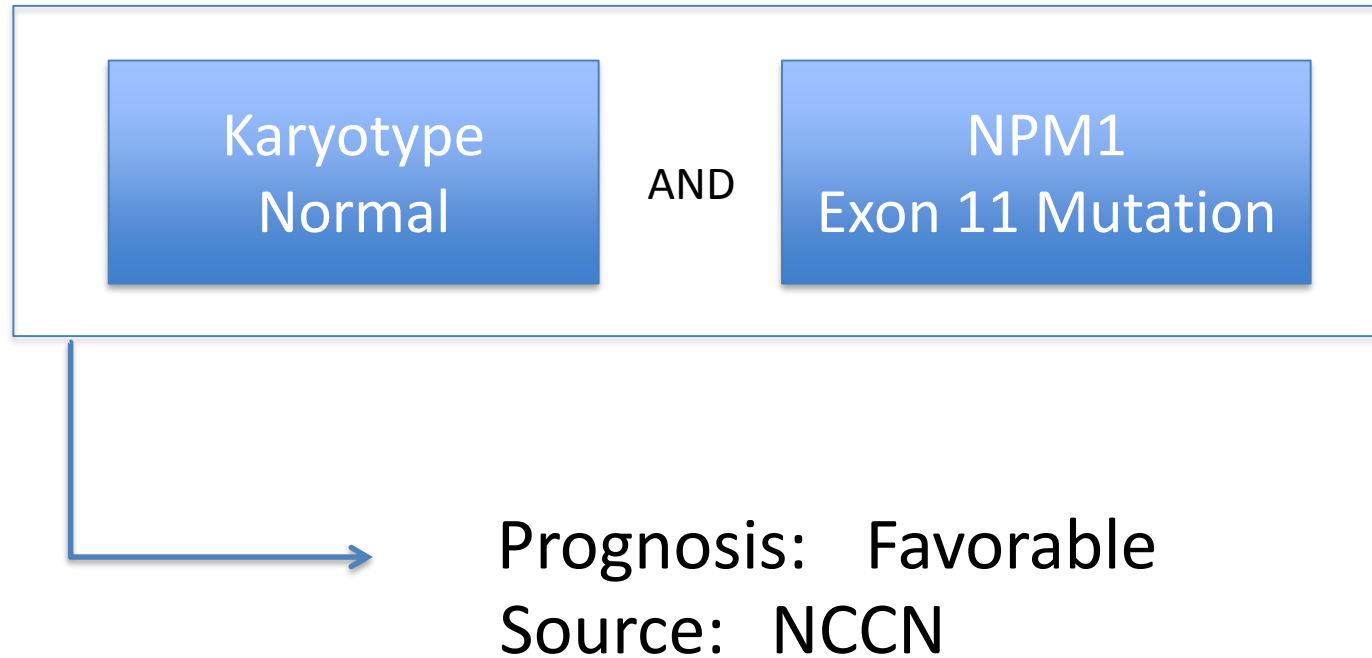 Karyotype
Normal
AND
NPM1
Exon 11 Mutation
Prognosis: Favorable
Source: NCCN